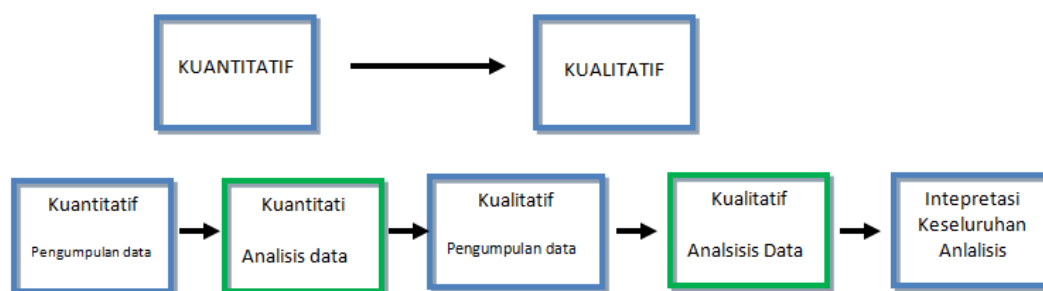 KUANTITATIF
KUALITATIF
Kuantitatif
Pengumpulan data
Kuantitati
Analisis data
Kualitatif
Pengumpulan data
Kualitatif
Analsisis Data
Intepretasi
Keseluruhan
Anlalisis